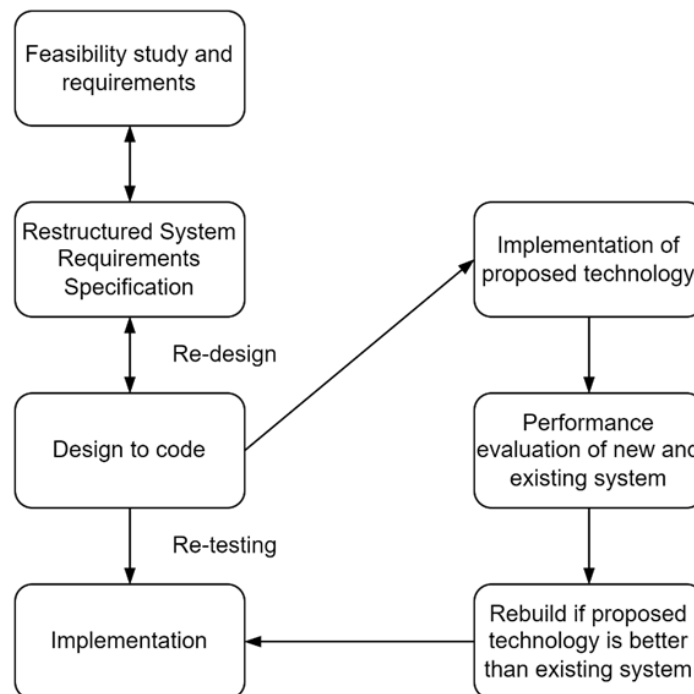 Feasibility study and
requirements
Restructured System
Requirements
Specification
Implementation of
proposed technology
Re-design
Design to code
Performance
evaluation of new and
existing system
Re-testing
Implementation
Rebuild if proposed
technology is better
than existing system